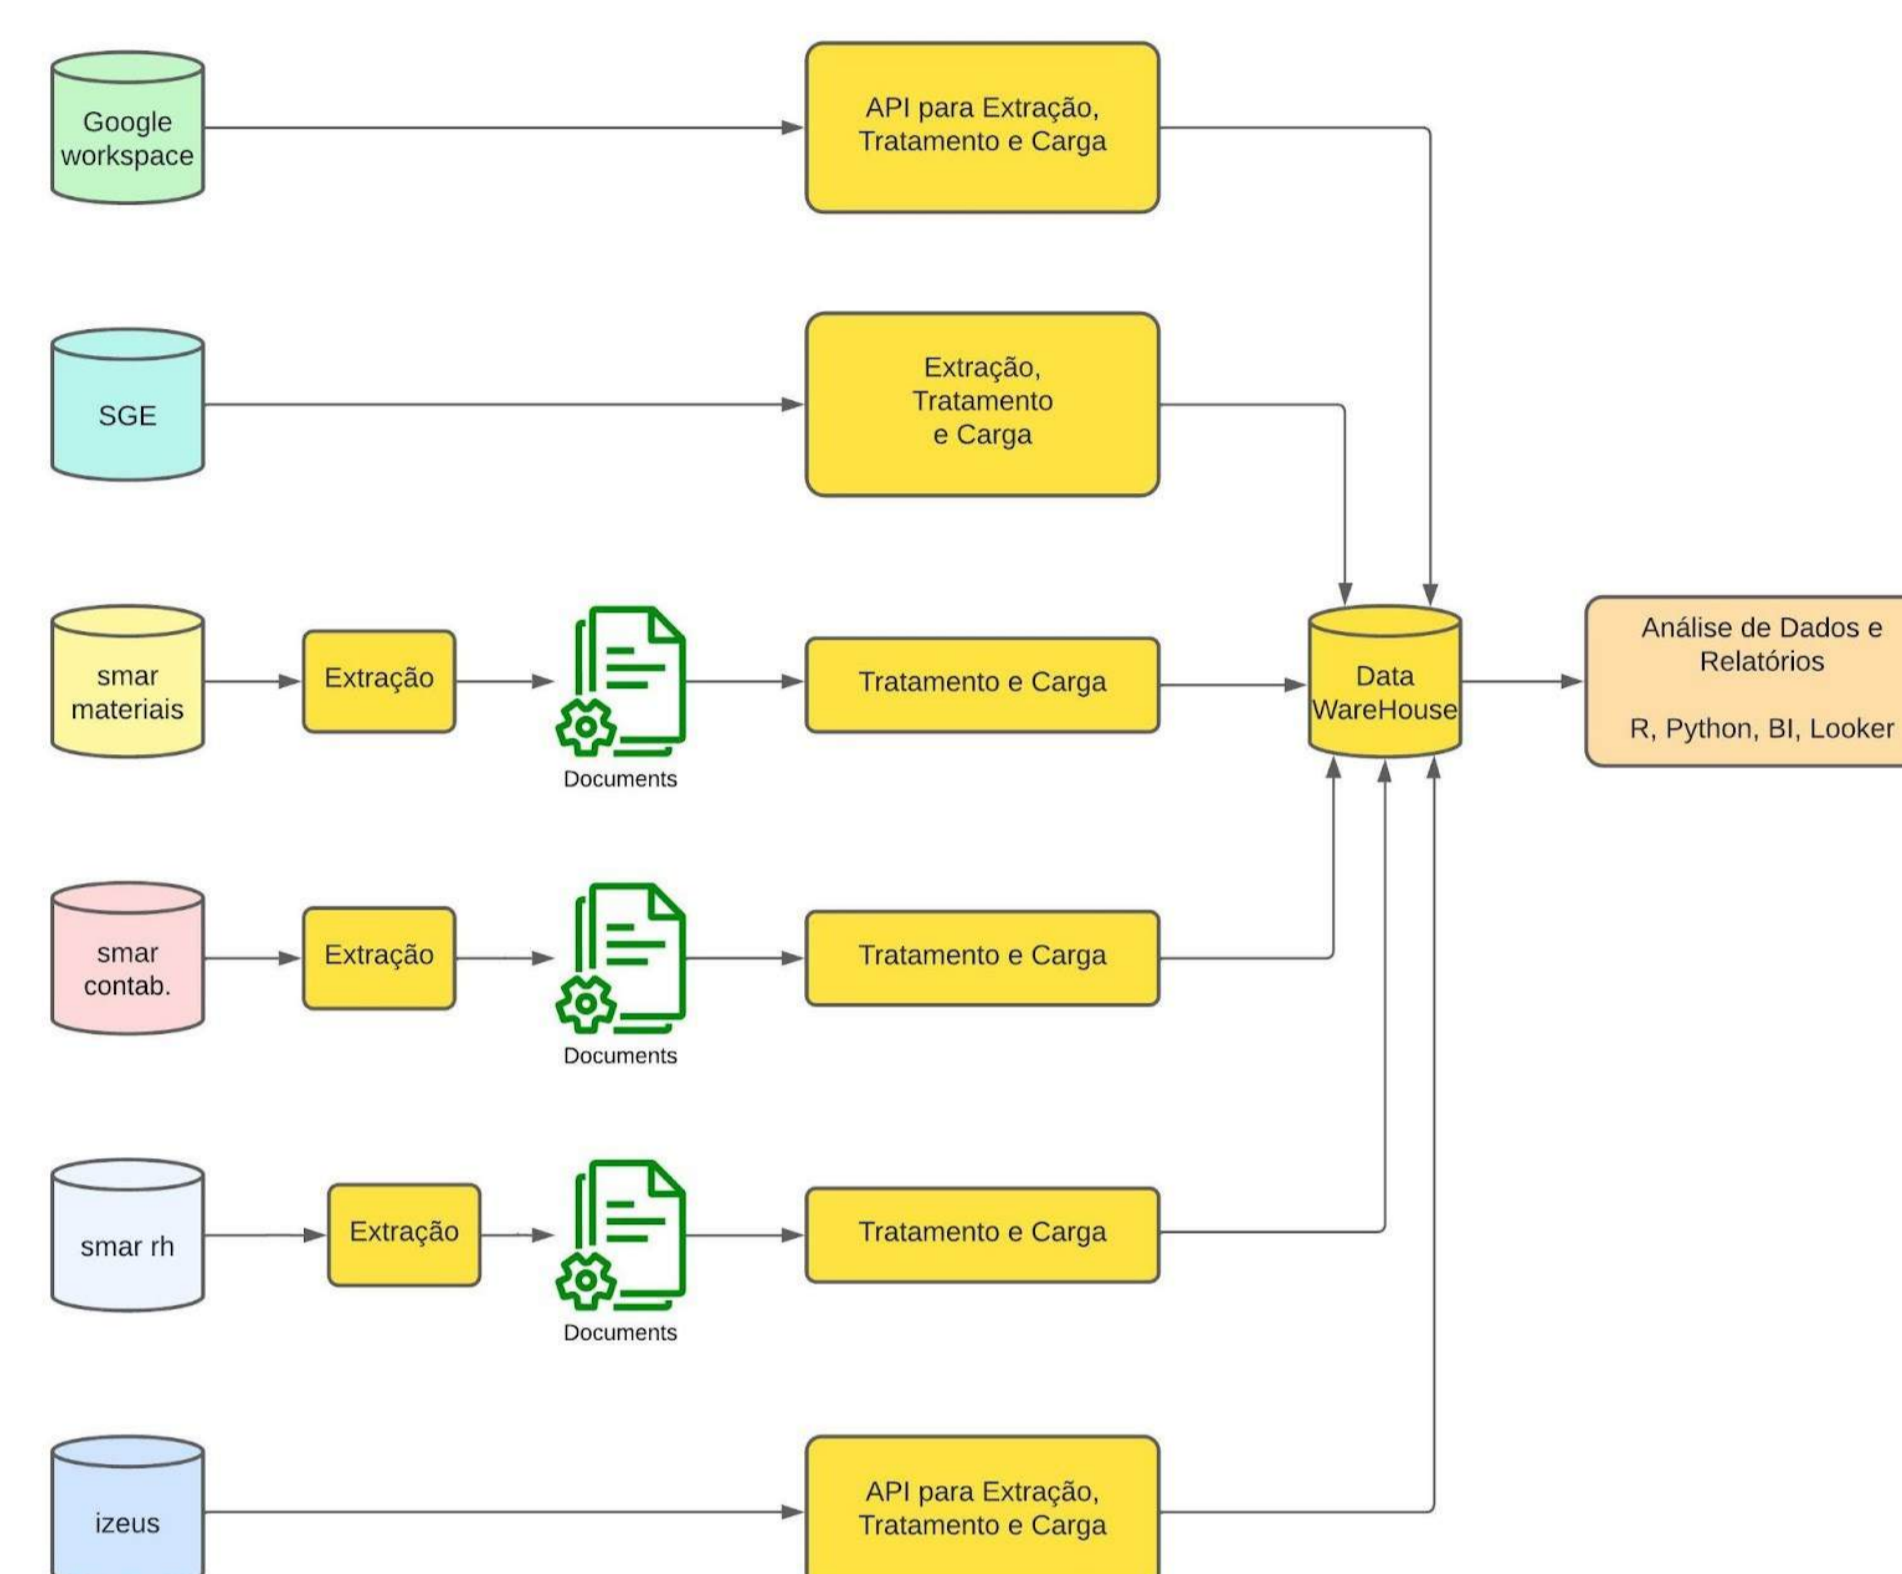 Google
workspace
API para Extração,
Tratamento e Carga
SGE
Extração,
Tratamento
e Carga
smar
materiais
Extração
Documents
Tratamento e Carga
Data
WareHouse
Análise de Dados e
Relatórios
R, Python, BI, Looker
smar
contab.
Extração
Documents
Tratamento e Carga
smar rh
Extração
Documents
Tratamento e Carga
izeus
API para Extração,
Tratamento e Carga